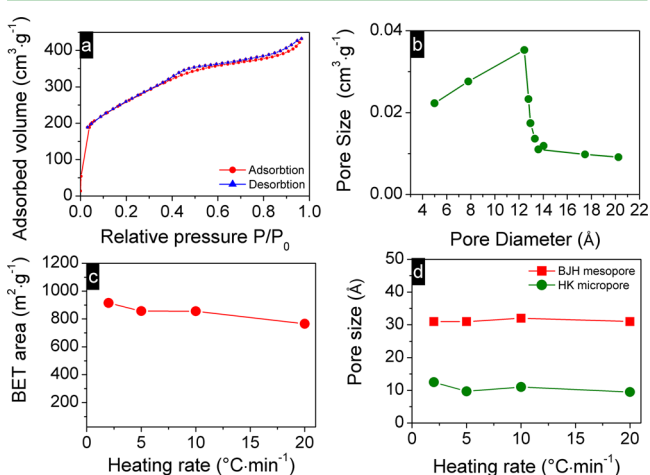 a
Adsorbed volume (cm³·g⁻¹)
400
300
200
100
0
0.0 0.2 0.4 0.6 0.8 1.0
Adsorbtion
Desorbtion
Relative pressure P/P₀
b
Pore Size (cm³·g⁻¹)
0.04
0.02
0.00
4 6 8 10 12 14 16 18 20 22
Pore Diameter (Å)
c
BET area (m²·g⁻¹)
1200
1000
800
600
400
200
0 5 10 15 20
Heating rate (°C·min⁻¹)
d
Pore size (Å)
50
40
30
20
10
0
BJH mesopore
HK micropore
0 5 10 15 20
Heating rate (°C·min⁻¹)